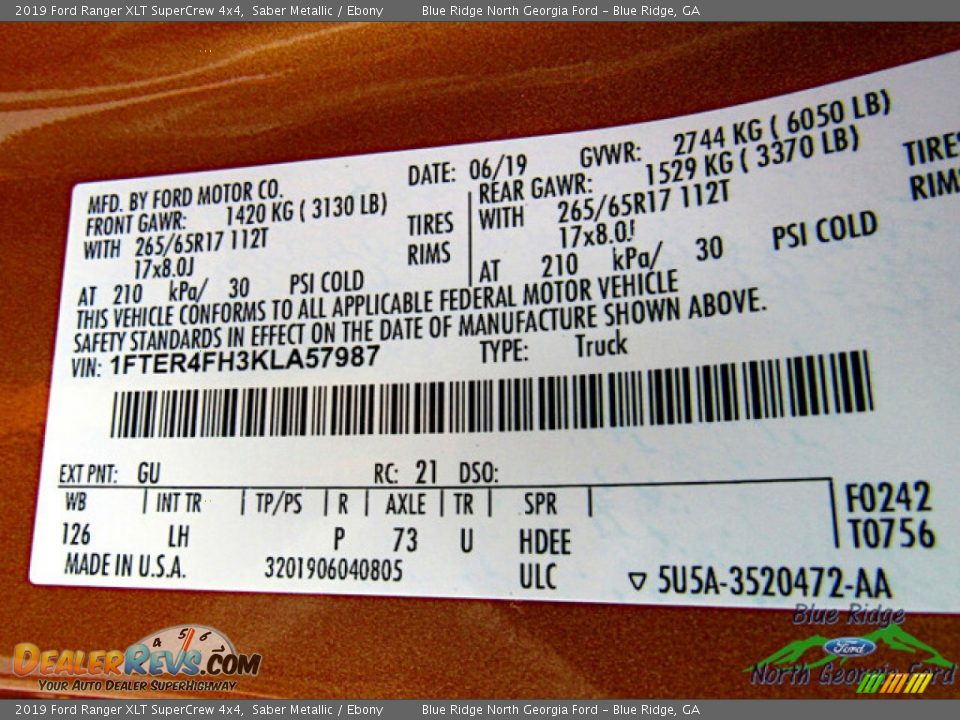 2019 Ford Ranger XLT SuperCrew 4x4, Saber Metallic / Ebony Blue Ridge North Georgia Ford - Blue Ridge, GA
MFD. BY FORD MOTOR CO. DATE: 06/19 GVWR: 2744 KG ( 6050 LB)
FRONT GAWR: 1420 KG ( 3130 LB) REAR GAWR: 1529 KG ( 3370 LB)
WITH 265/65R17 112T TIRES WITH 265/65R17 112T TIRES
17x8.0J RIMS 17x8.0J
AT 210 kPa/ 30 PSI COLD AT 210 kPa/ 30 PSI COLD
THIS VEHICLE CONFORMS TO ALL APPLICABLE FEDERAL MOTOR VEHICLE
SAFETY STANDARDS IN EFFECT ON THE DATE OF MANUFACTURE SHOWN ABOVE.
VIN: 1FTER4FH3KLA57987 TYPE: Truck
EXT PNT: GU RC: 21 DSO:
WB INT TR TP/PS R AXLE TR SPR F0242
126 LH P 73 U HDEE T0756
MADE IN U.S.A. 3201906040805 ULC ▽ 5U5A-3520472-AA
Blue Ridge
Ford
North Georgia Ford
4 5 6
DEALERREVS.COM
YOUR AUTO DEALER SUPERHIGHWAY
2019 Ford Ranger XLT SuperCrew 4x4, Saber Metallic / Ebony Blue Ridge North Georgia Ford - Blue Ridge, GA